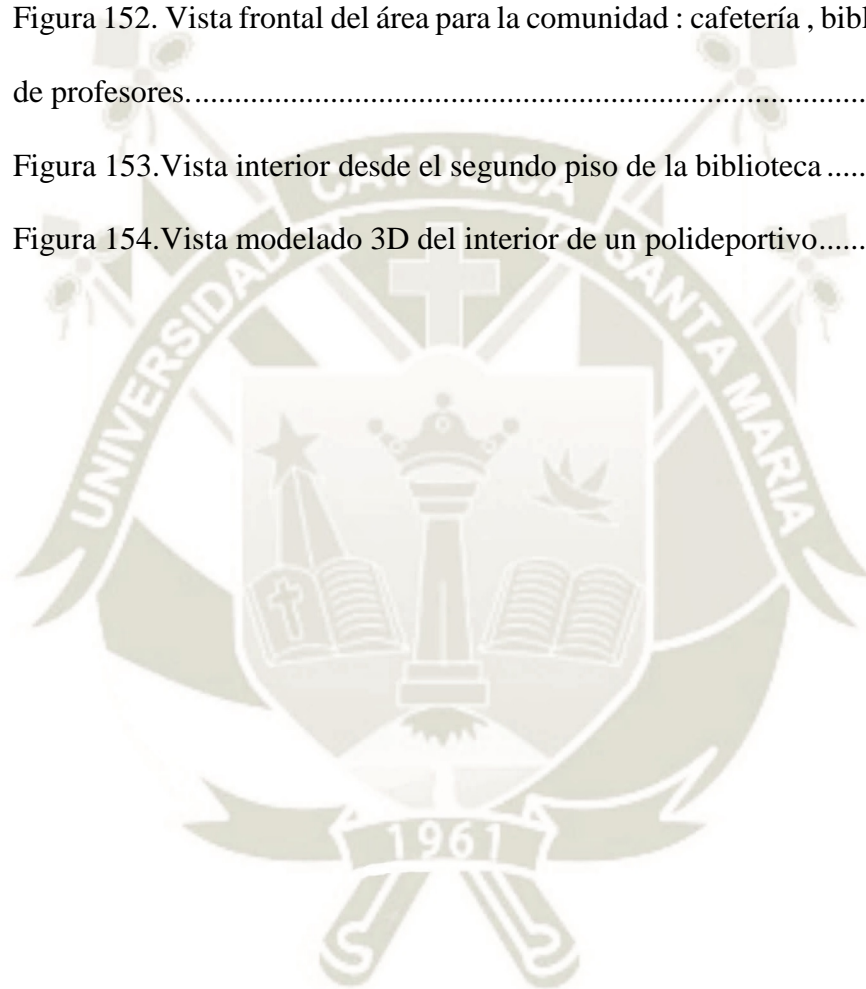 Figura 152. Vista frontal del área para la comunidad : cafetería , bibl
de profesores.......................................................................................
Figura 153.Vista interior desde el segundo piso de la biblioteca .....
Figura 154.Vista modelado 3D del interior de un polideportivo......
UNIVERSIDAD CATOLICA SANTA MARIA
1961